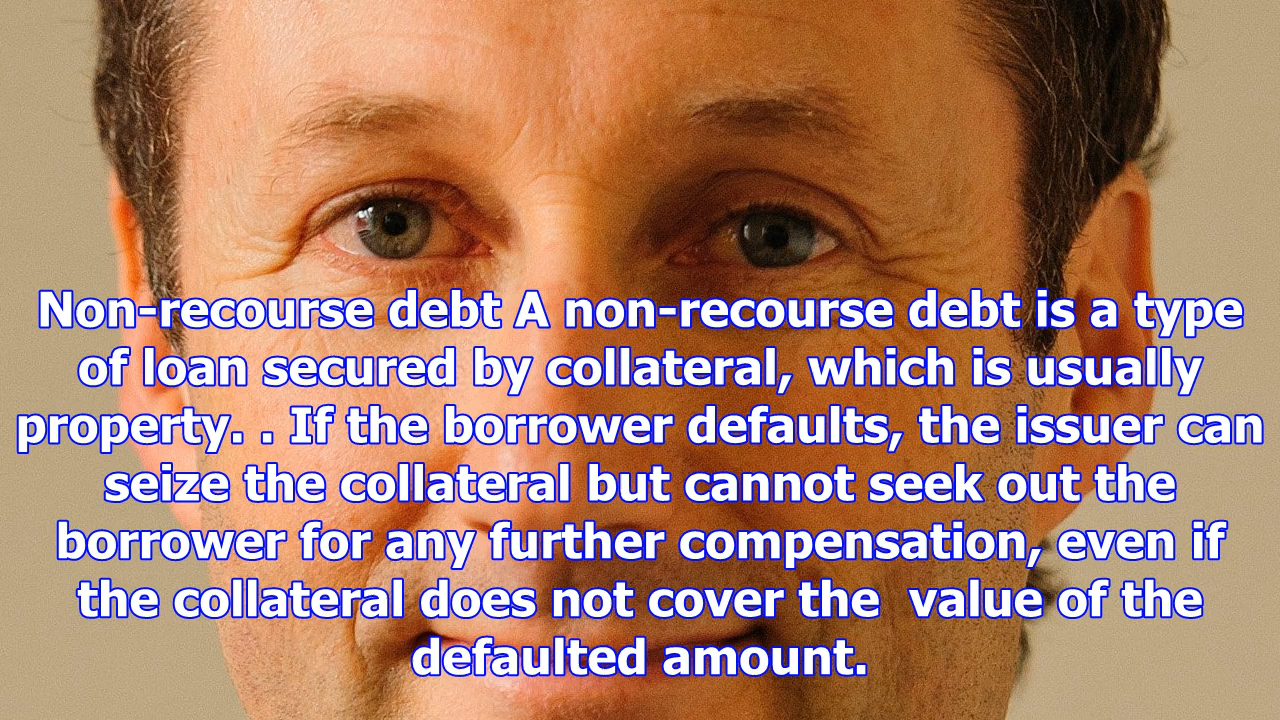 Non-recourse debt A non-recourse debt is a type
of loan secured by collateral, which is usually
property. . If the borrower defaults, the issuer can
seize the collateral but cannot seek out the
borrower for any further compensation, even if
the collateral does not cover the  value of the
defaulted amount.